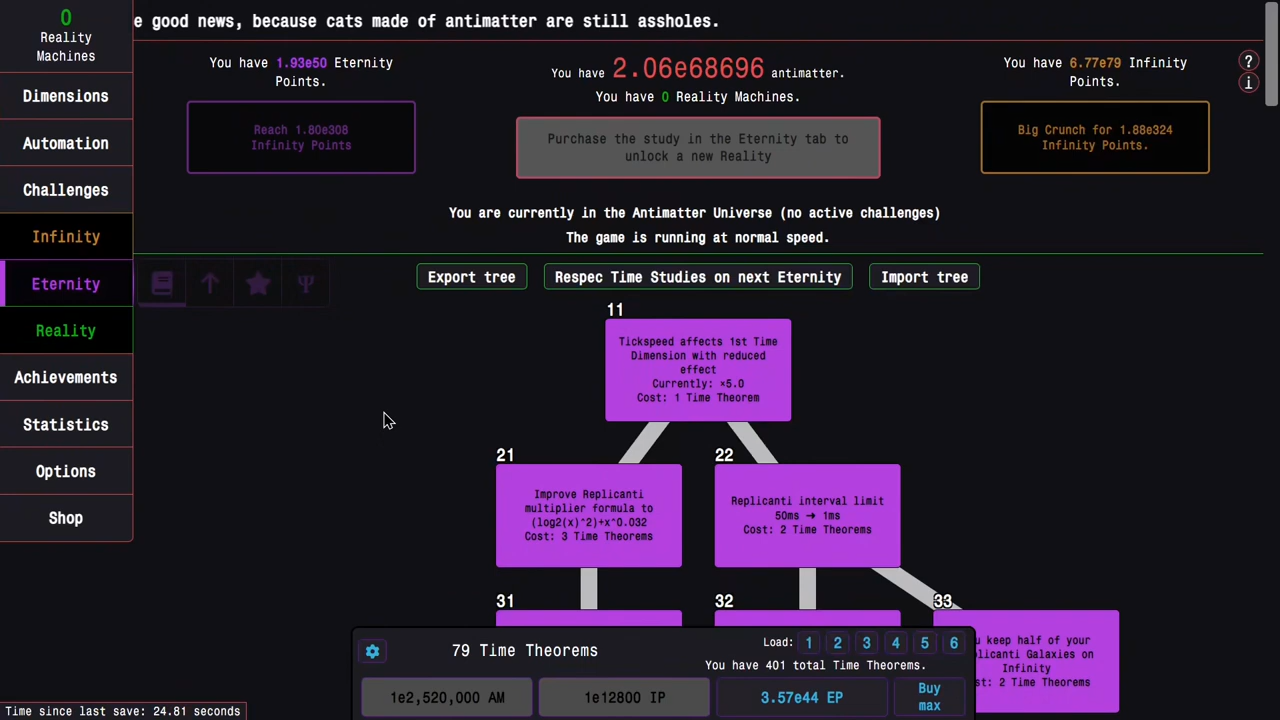 0
Reality
Machines
Dimensions
Automation
Challenges
Infinity
Eternity
Reality
Achievements
Statistics
Options
Shop
e good news, because cats made of antimatter are still assholes.
You have 1.93e50 Eternity
Points.
Reach 1.80e308
Infinity Points
You have 2.06e68696 antimatter.
You have 0 Reality Machines.
Purchase the study in the Eternity tab to
unlock a new Reality
You have 6.77e79 Infinity
Points.
Big Crunch for 1.88e324
Infinity Points.
?
i
You are currently in the Antimatter Universe (no active challenges)
The game is running at normal speed.
Ψ
Export tree
Respec Time Studies on next Eternity
Import tree
11
Tickspeed affects 1st Time
Dimension with reduced
effect
Currently: ×5.0
Cost: 1 Time Theorem
21
Improve Replicanti
multiplier formula to
(log2(x)^2)+x^0.032
Cost: 3 Time Theorems
22
Replicanti interval limit
50ms ➜ 1ms
Cost: 2 Time Theorems
31
32
33
u keep half of your
plicanti Galaxies on
Infinity
st: 2 Time Theorems
79 Time Theorems
Load: 1 2 3 4 5 6
You have 401 total Time Theorems.
1e2,520,000 AM
1e12800 IP
3.57e44 EP
Buy
max
Time since last save: 24.81 seconds